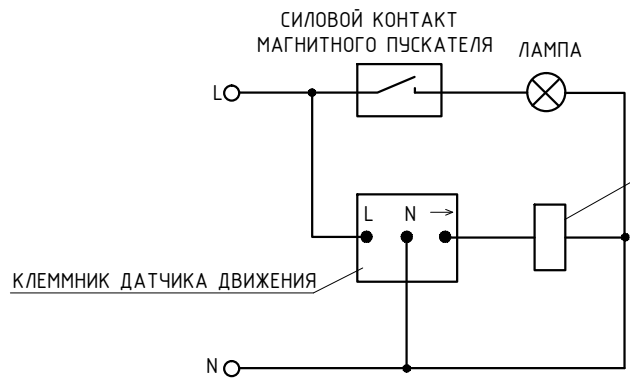 СИЛОВОЙ КОНТАКТ
МАГНИТНОГО ПУСКАТЕЛЯ
ЛАМПА
L
L N →
КЛЕММНИК ДАТЧИКА ДВИЖЕНИЯ
N